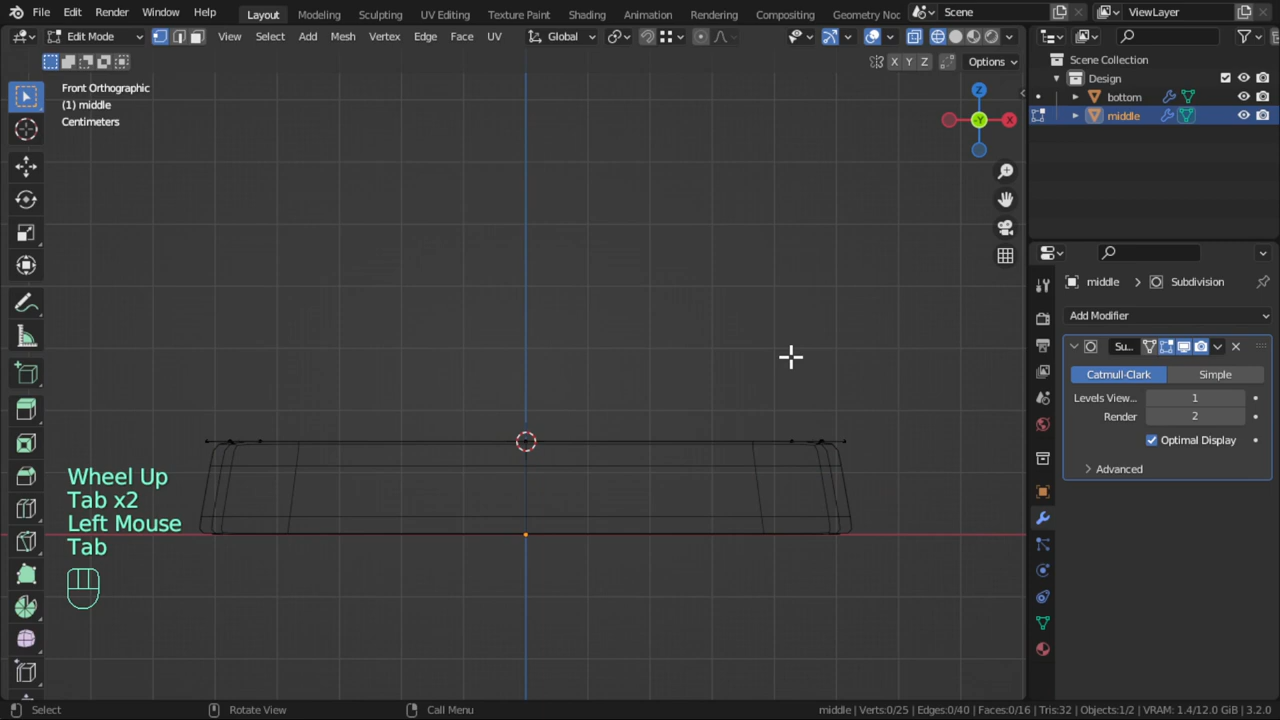 File Edit Render Window Help Layout Modeling Sculpting UV Editing Texture Paint Shading Animation Rendering Compositing Geometry Noc Scene ViewLayer
Edit Mode View Select Add Mesh Vertex Edge Face UV Global
X Y Z Options
Front Orthographic
(1) middle
Centimeters
Z
Y
X
Scene Collection
Design
bottom
middle
middle > Subdivision
Add Modifier
Su...
Catmull-Clark Simple
Levels View... 1
Render 2
Optimal Display
Advanced
Wheel Up
Tab x2
Left Mouse
Tab
Select Rotate View Call Menu middle | Verts:0/25 | Edges:0/40 | Faces:0/16 | Tris:32 | Objects:1/2 | VRAM: 1.4/12.0 GiB | 3.2.0